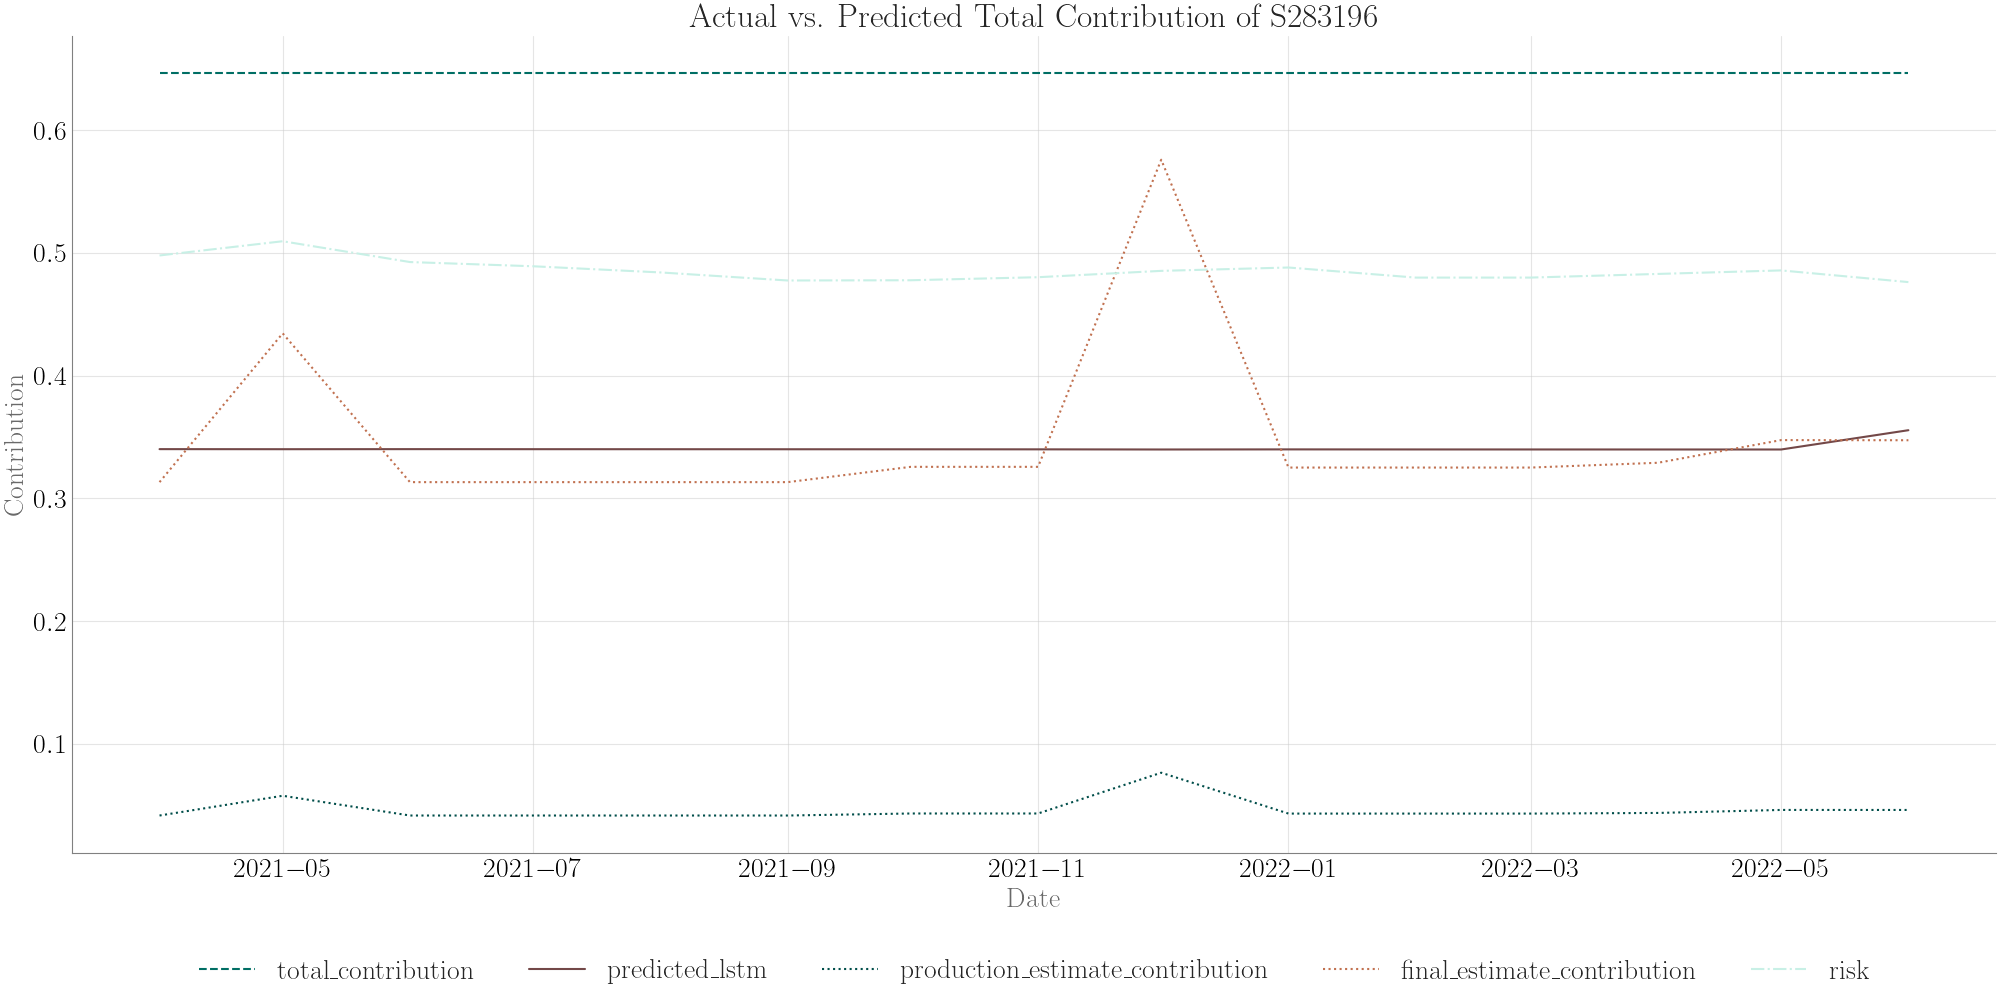 Actual vs. Predicted Total Contribution of S283196
Contribution
0.6
0.5
0.4
0.3
0.2
0.1
2021−05 2021−07 2021−09 2021−11 2022−01 2022−03 2022−05
Date
total_contribution predicted_lstm production_estimate_contribution final_estimate_contribution risk